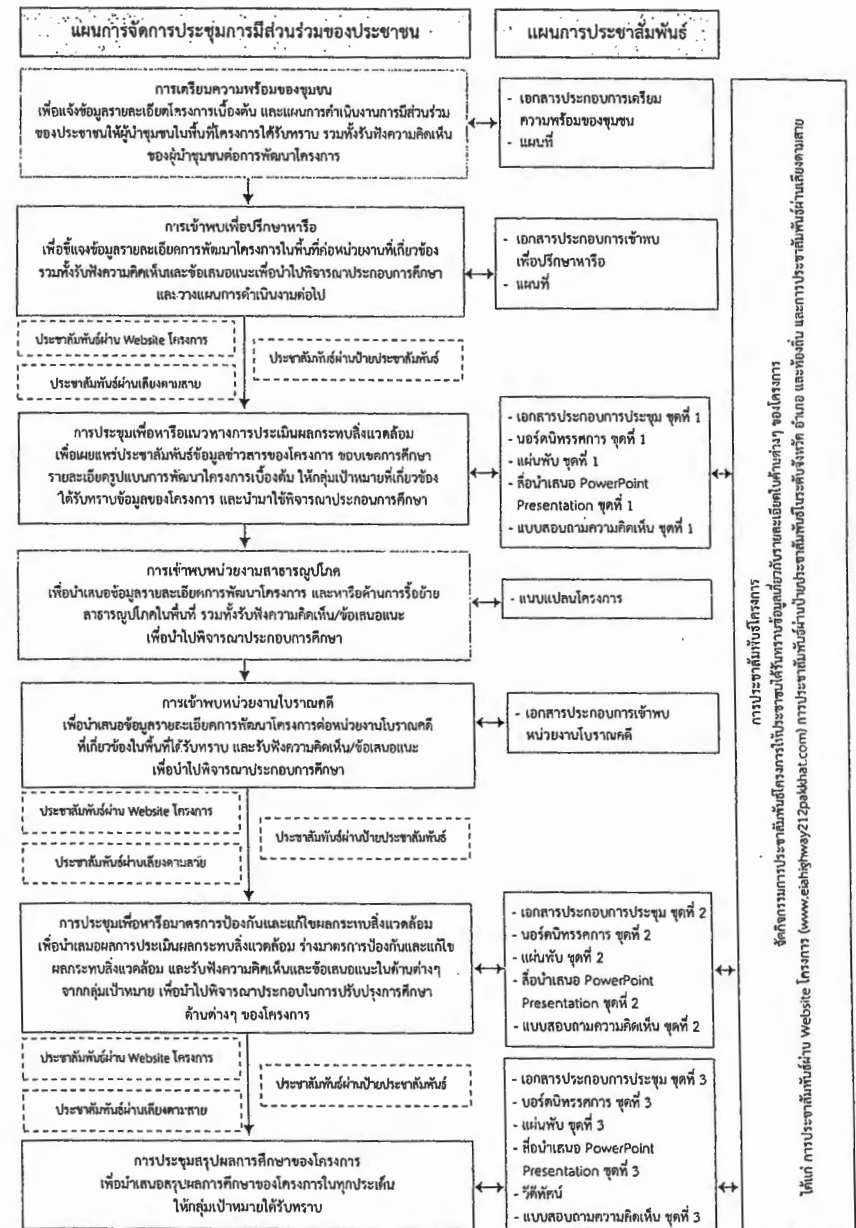 แผนการจัดการประชุมการมีส่วนร่วมของประชาชน
แผนการประชาสัมพันธ์
การเตรียมความพร้อมของชุมชน
เพื่อแจ้งข้อมูลรายละเอียดโครงการเบื้องต้น และแผนการดำเนินงานการมีส่วนร่วม
ของประชาชนให้ผู้นำชุมชนในพื้นที่โครงการได้รับทราบ รวมทั้งรับฟังความคิดเห็น
ของผู้นำชุมชนต่อการพัฒนาโครงการ
- เอกสารประกอบการเตรียม
ความพร้อมของชุมชน
- แผนที่
การเข้าพบเพื่อปรึกษาหารือ
เพื่อชี้แจงข้อมูลรายละเอียดการพัฒนาโครงการในพื้นที่ต่อหน่วยงานที่เกี่ยวข้อง
รวมทั้งรับฟังความคิดเห็นและข้อเสนอแนะเพื่อนำไปพิจารณาประกอบการศึกษา
และวางแผนการดำเนินงานต่อไป
- เอกสารประกอบการเข้าพบ
เพื่อปรึกษาหารือ
- แผนที่
ประชาสัมพันธ์ผ่าน Website โครงการ
ประชาสัมพันธ์ผ่านป้ายประชาสัมพันธ์
ประชาสัมพันธ์ผ่านเสียงตามสาย
การประชุมเพื่อหารือแนวทางการประเมินผลกระทบสิ่งแวดล้อม
เพื่อเผยแพร่ประชาสัมพันธ์ข้อมูลข่าวสารของโครงการ ขอบเขตการศึกษา
รายละเอียดรูปแบบการพัฒนาโครงการเบื้องต้น ให้กลุ่มเป้าหมายที่เกี่ยวข้อง
ได้รับทราบข้อมูลของโครงการ และนำมาใช้พิจารณาประกอบการศึกษา
- เอกสารประกอบการประชุม ชุดที่ 1
- บอร์ดนิทรรศการ ชุดที่ 1
- แผ่นพับ ชุดที่ 1
- สื่อนำเสนอ PowerPoint
Presentation ชุดที่ 1
- แบบสอบถามความคิดเห็น ชุดที่ 1
การเข้าพบหน่วยงานสาธารณูปโภค
เพื่อนำเสนอข้อมูลรายละเอียดการพัฒนาโครงการ และหารือด้านการรื้อย้าย
สาธารณูปโภคในพื้นที่ รวมทั้งรับฟังความคิดเห็น/ข้อเสนอแนะ
เพื่อนำไปพิจารณาประกอบการศึกษา
- แบบแปลนโครงการ
การเข้าพบหน่วยงานโบราณคดี
เพื่อนำเสนอข้อมูลรายละเอียดการพัฒนาโครงการต่อหน่วยงานโบราณคดี
ที่เกี่ยวข้องในพื้นที่ได้รับทราบ และรับฟังความคิดเห็น/ข้อเสนอแนะ
เพื่อนำไปพิจารณาประกอบการศึกษา
- เอกสารประกอบการเข้าพบ
หน่วยงานโบราณคดี
ประชาสัมพันธ์ผ่าน Website โครงการ
ประชาสัมพันธ์ผ่านป้ายประชาสัมพันธ์
ประชาสัมพันธ์ผ่านเสียงตามสาย
การประชุมเพื่อหารือมาตรการป้องกันและแก้ไขผลกระทบสิ่งแวดล้อม
เพื่อนำเสนอผลการประเมินผลกระทบสิ่งแวดล้อม ร่างมาตรการป้องกันและแก้ไข
ผลกระทบสิ่งแวดล้อม และรับฟังความคิดเห็นและข้อเสนอแนะในด้านต่างๆ
จากกลุ่มเป้าหมาย เพื่อนำไปพิจารณาประกอบในการปรับปรุงการศึกษา
ด้านต่างๆ ของโครงการ
- เอกสารประกอบการประชุม ชุดที่ 2
- บอร์ดนิทรรศการ ชุดที่ 2
- แผ่นพับ ชุดที่ 2
- สื่อนำเสนอ PowerPoint
Presentation ชุดที่ 2
- แบบสอบถามความคิดเห็น ชุดที่ 2
ประชาสัมพันธ์ผ่าน Website โครงการ
ประชาสัมพันธ์ผ่านป้ายประชาสัมพันธ์
ประชาสัมพันธ์ผ่านเสียงตามสาย
การประชุมสรุปผลการศึกษาของโครงการ
เพื่อนำเสนอสรุปผลการศึกษาของโครงการในทุกประเด็น
ให้กลุ่มเป้าหมายได้รับทราบ
- เอกสารประกอบการประชุม ชุดที่ 3
- บอร์ดนิทรรศการ ชุดที่ 3
- แผ่นพับ ชุดที่ 3
- สื่อนำเสนอ PowerPoint
Presentation ชุดที่ 3
- วีดีทัศน์
- แบบสอบถามความคิดเห็น ชุดที่ 3
การประชาสัมพันธ์โครงการ
จัดกิจกรรมการประชาสัมพันธ์โครงการให้ประชาชนได้รับทราบข้อมูลเกี่ยวกับรายละเอียดในด้านต่างๆ ของโครงการ
ได้แก่ การประชาสัมพันธ์ผ่าน Website โครงการ (www.eiahighway212pakkhat.com) การประชาสัมพันธ์ผ่านป้ายประชาสัมพันธ์ในระดับจังหวัด อำเภอ และท้องถิ่น และการประชาสัมพันธ์ผ่านเสียงตามสาย